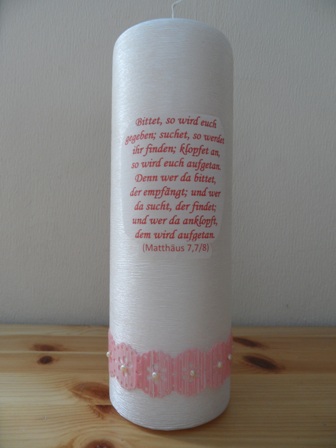 Bittet, so wird euch
gegeben; suchet, so werdet
ihr finden; klopfet an,
so wird euch aufgetan.
Denn wer da bittet,
der empfängt; und wer
da sucht, der findet;
und wer da anklopft,
dem wird aufgetan.
(Matthäus 7,7/8)